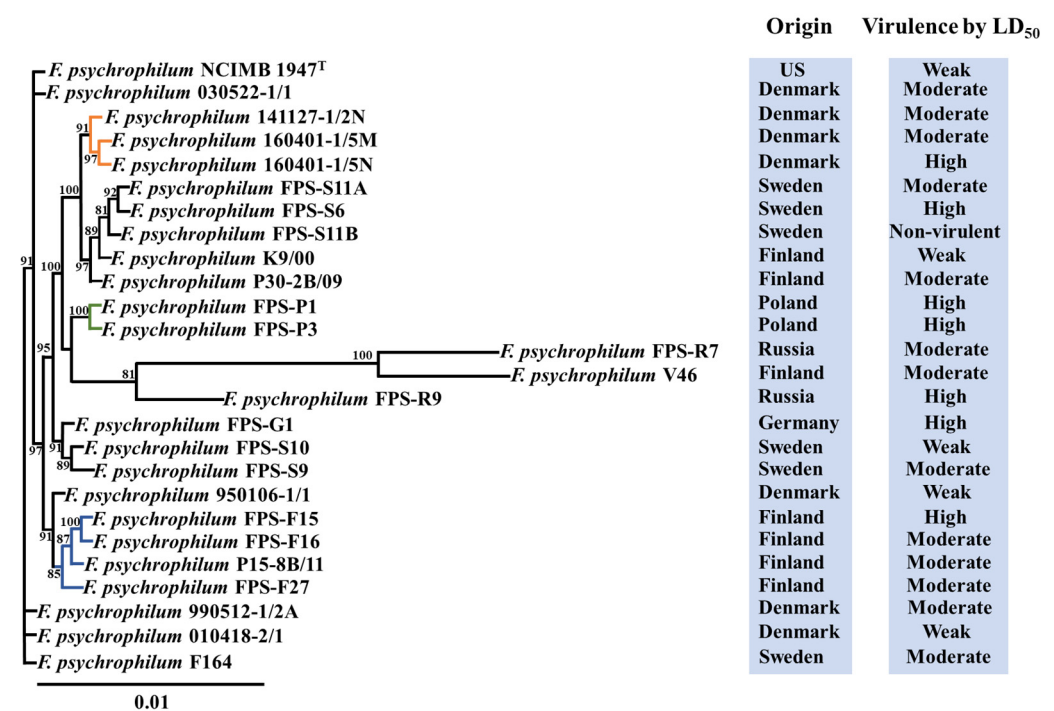 Origin Virulence by LD50
F. psychrophilum NCIMB 1947T US Weak
F. psychrophilum 030522-1/1 Denmark Moderate
91 F. psychrophilum 141127-1/2N Denmark Moderate
F. psychrophilum 160401-1/5M Denmark Moderate
97 F. psychrophilum 160401-1/5N Denmark High
100 92 F. psychrophilum FPS-S11A Sweden Moderate
81 F. psychrophilum FPS-S6 Sweden High
89 F. psychrophilum FPS-S11B Sweden Non-virulent
91 100 97 F. psychrophilum K9/00 Finland Weak
F. psychrophilum P30-2B/09 Finland Moderate
100 F. psychrophilum FPS-P1 Poland High
F. psychrophilum FPS-P3 Poland High
95 100 F. psychrophilum FPS-R7 Russia Moderate
81 F. psychrophilum V46 Finland Moderate
F. psychrophilum FPS-R9 Russia High
F. psychrophilum FPS-G1 Germany High
97 91 F. psychrophilum FPS-S10 Sweden Weak
89 F. psychrophilum FPS-S9 Sweden Moderate
F. psychrophilum 950106-1/1 Denmark Weak
100 F. psychrophilum FPS-F15 Finland High
91 87 F. psychrophilum FPS-F16 Finland Moderate
F. psychrophilum P15-8B/11 Finland Moderate
85 F. psychrophilum FPS-F27 Finland Moderate
F. psychrophilum 990512-1/2A Denmark Moderate
F. psychrophilum 010418-2/1 Denmark Weak
F. psychrophilum F164 Sweden Moderate
0.01